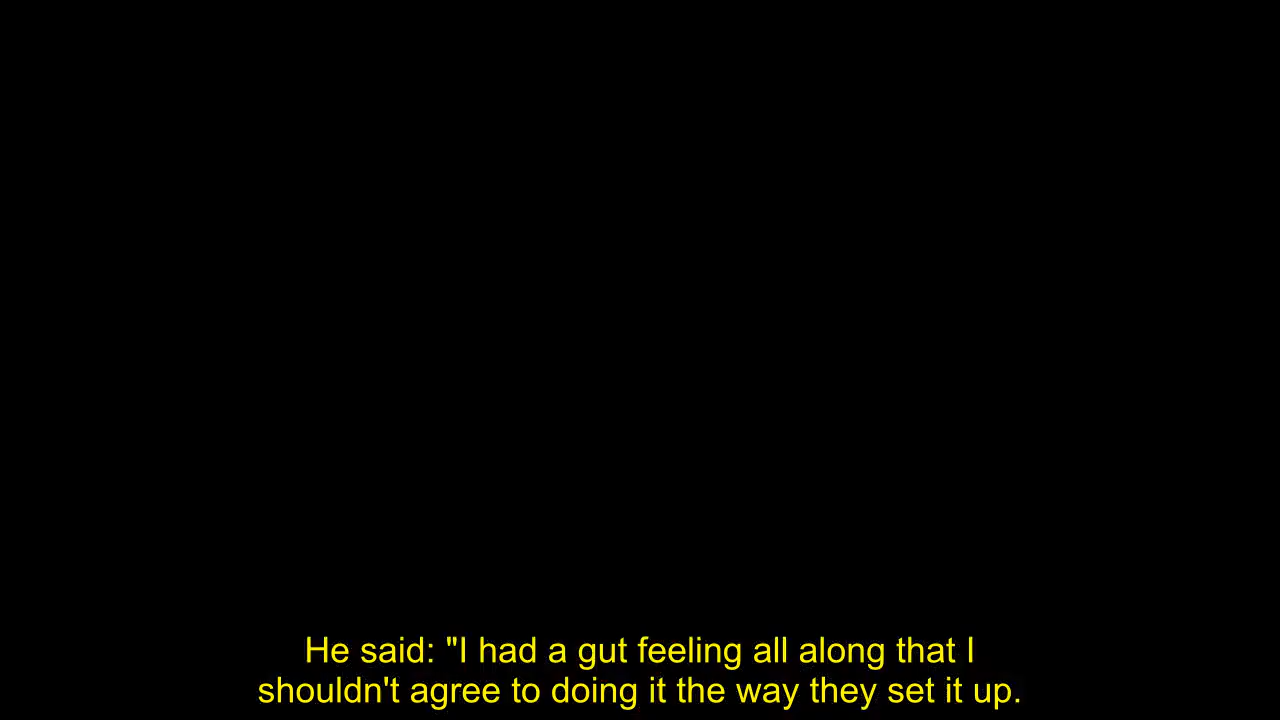 He said: "I had a gut feeling all along that I
shouldn't agree to doing it the way they set it up.